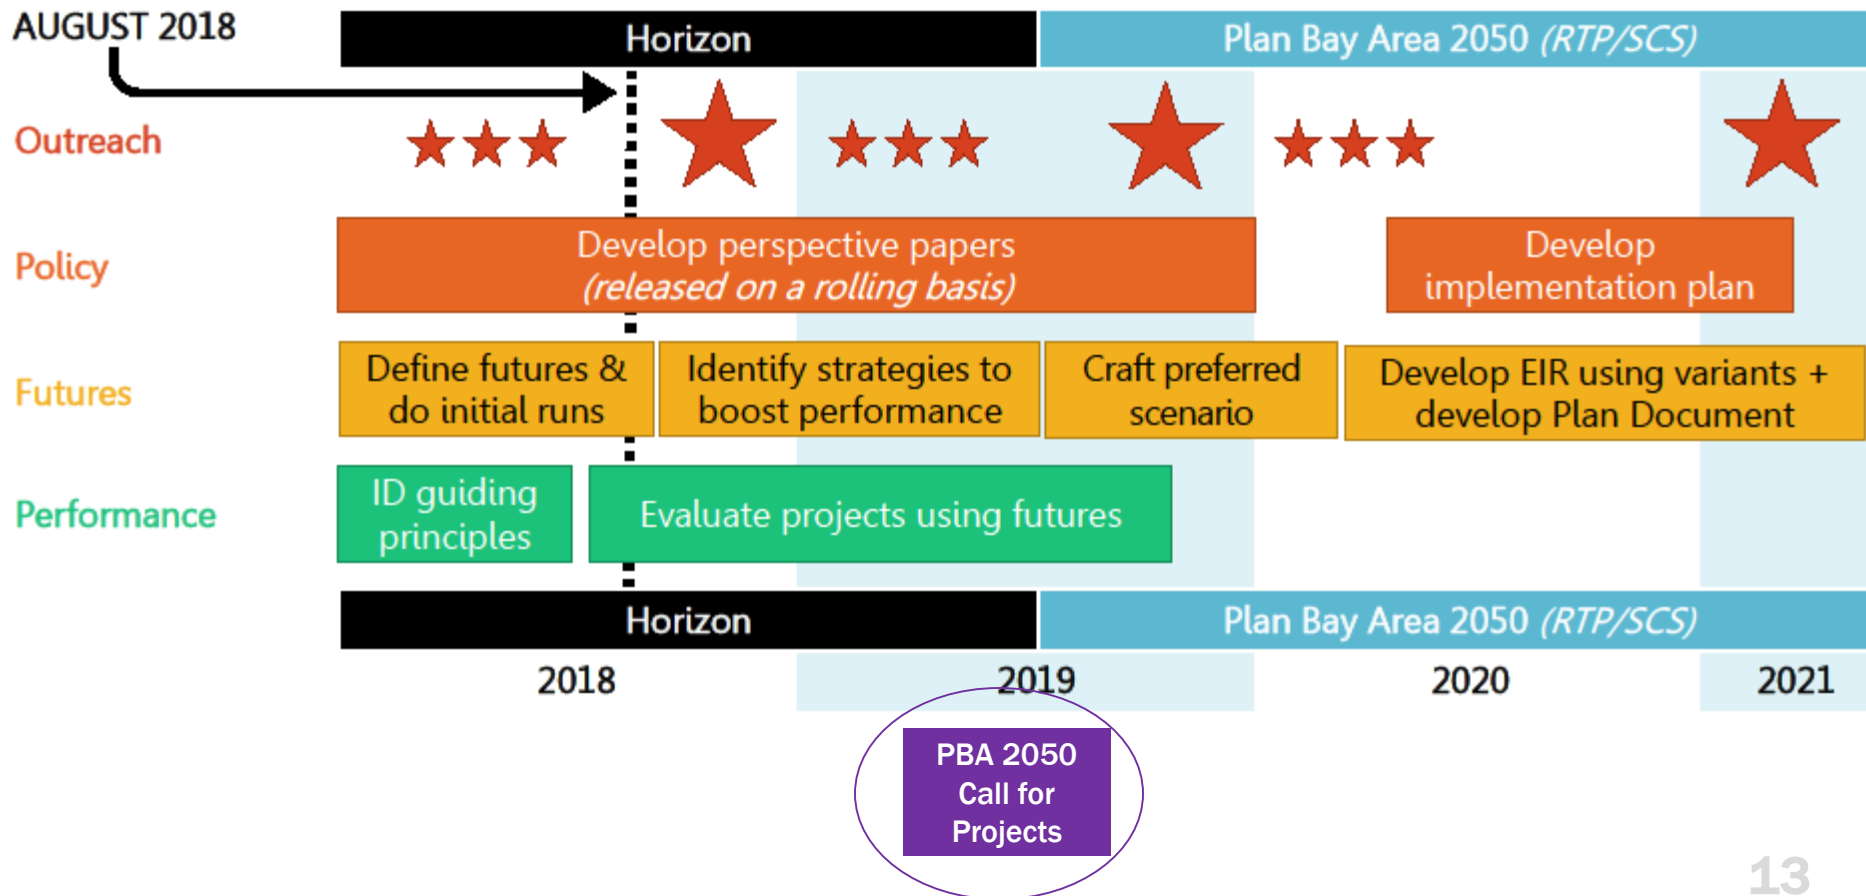 AUGUST 2018
Horizon
Plan Bay Area 2050 (RTP/SCS)
Outreach
Policy
Develop perspective papers
(released on a rolling basis)
Develop
implementation plan
Futures
Define futures &
do initial runs
Identify strategies to
boost performance
Craft preferred
scenario
Develop EIR using variants +
develop Plan Document
Performance
ID guiding
principles
Evaluate projects using futures
Horizon
Plan Bay Area 2050 (RTP/SCS)
2018
2019
2020
2021
PBA 2050
Call for
Projects
13